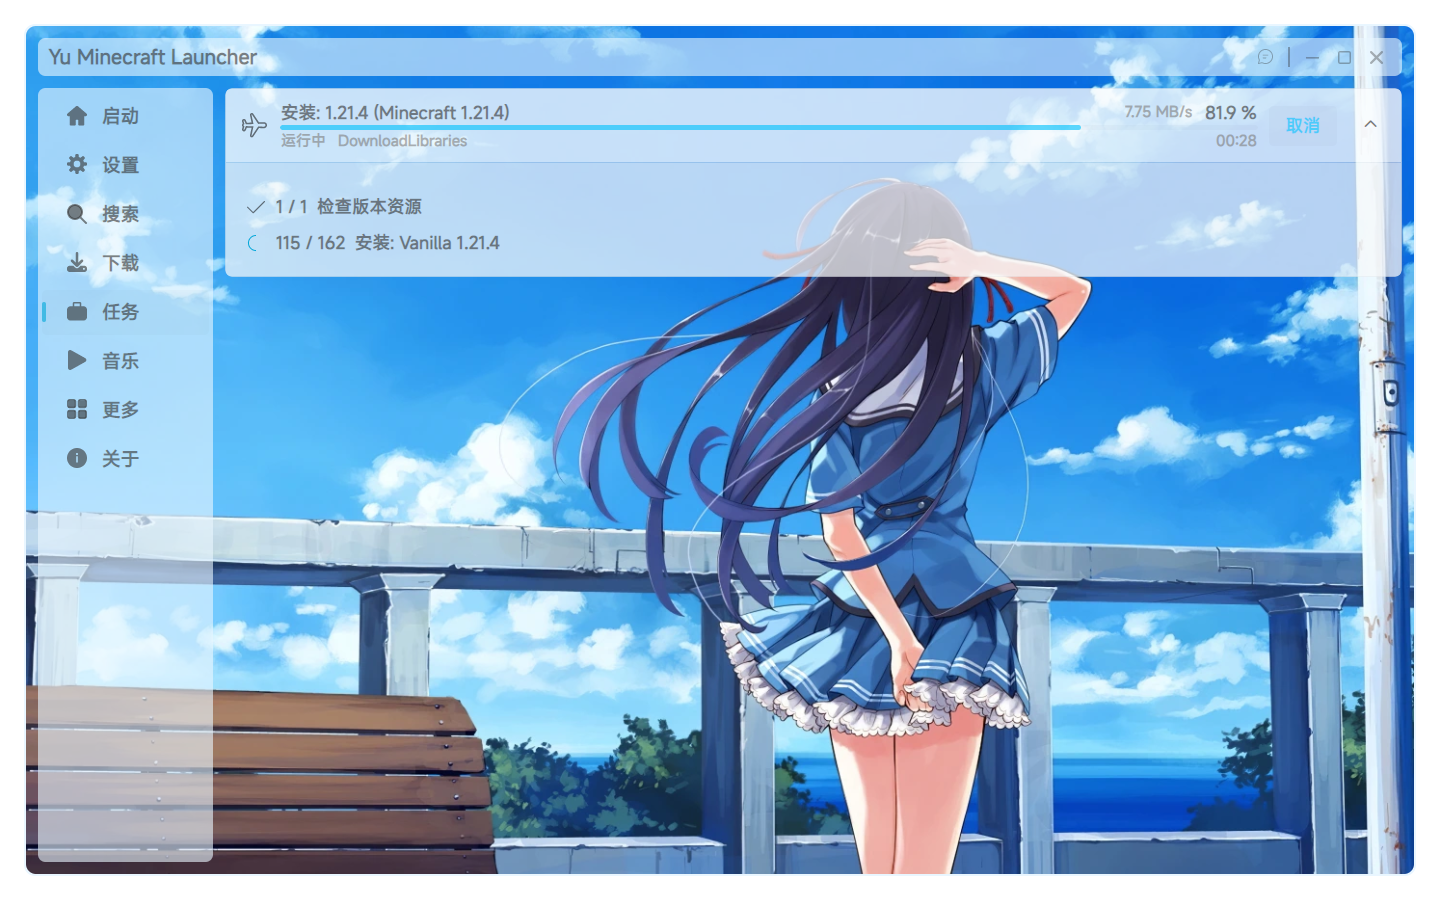 Yu Minecraft Launcher
启动
设置
搜索
下载
任务
音乐
更多
关于
安装: 1.21.4 (Minecraft 1.21.4)
7.75 MB/s 81.9 %
运行中 DownloadLibraries
00:28
取消
1 / 1 检查版本资源
115 / 162 安装: Vanilla 1.21.4